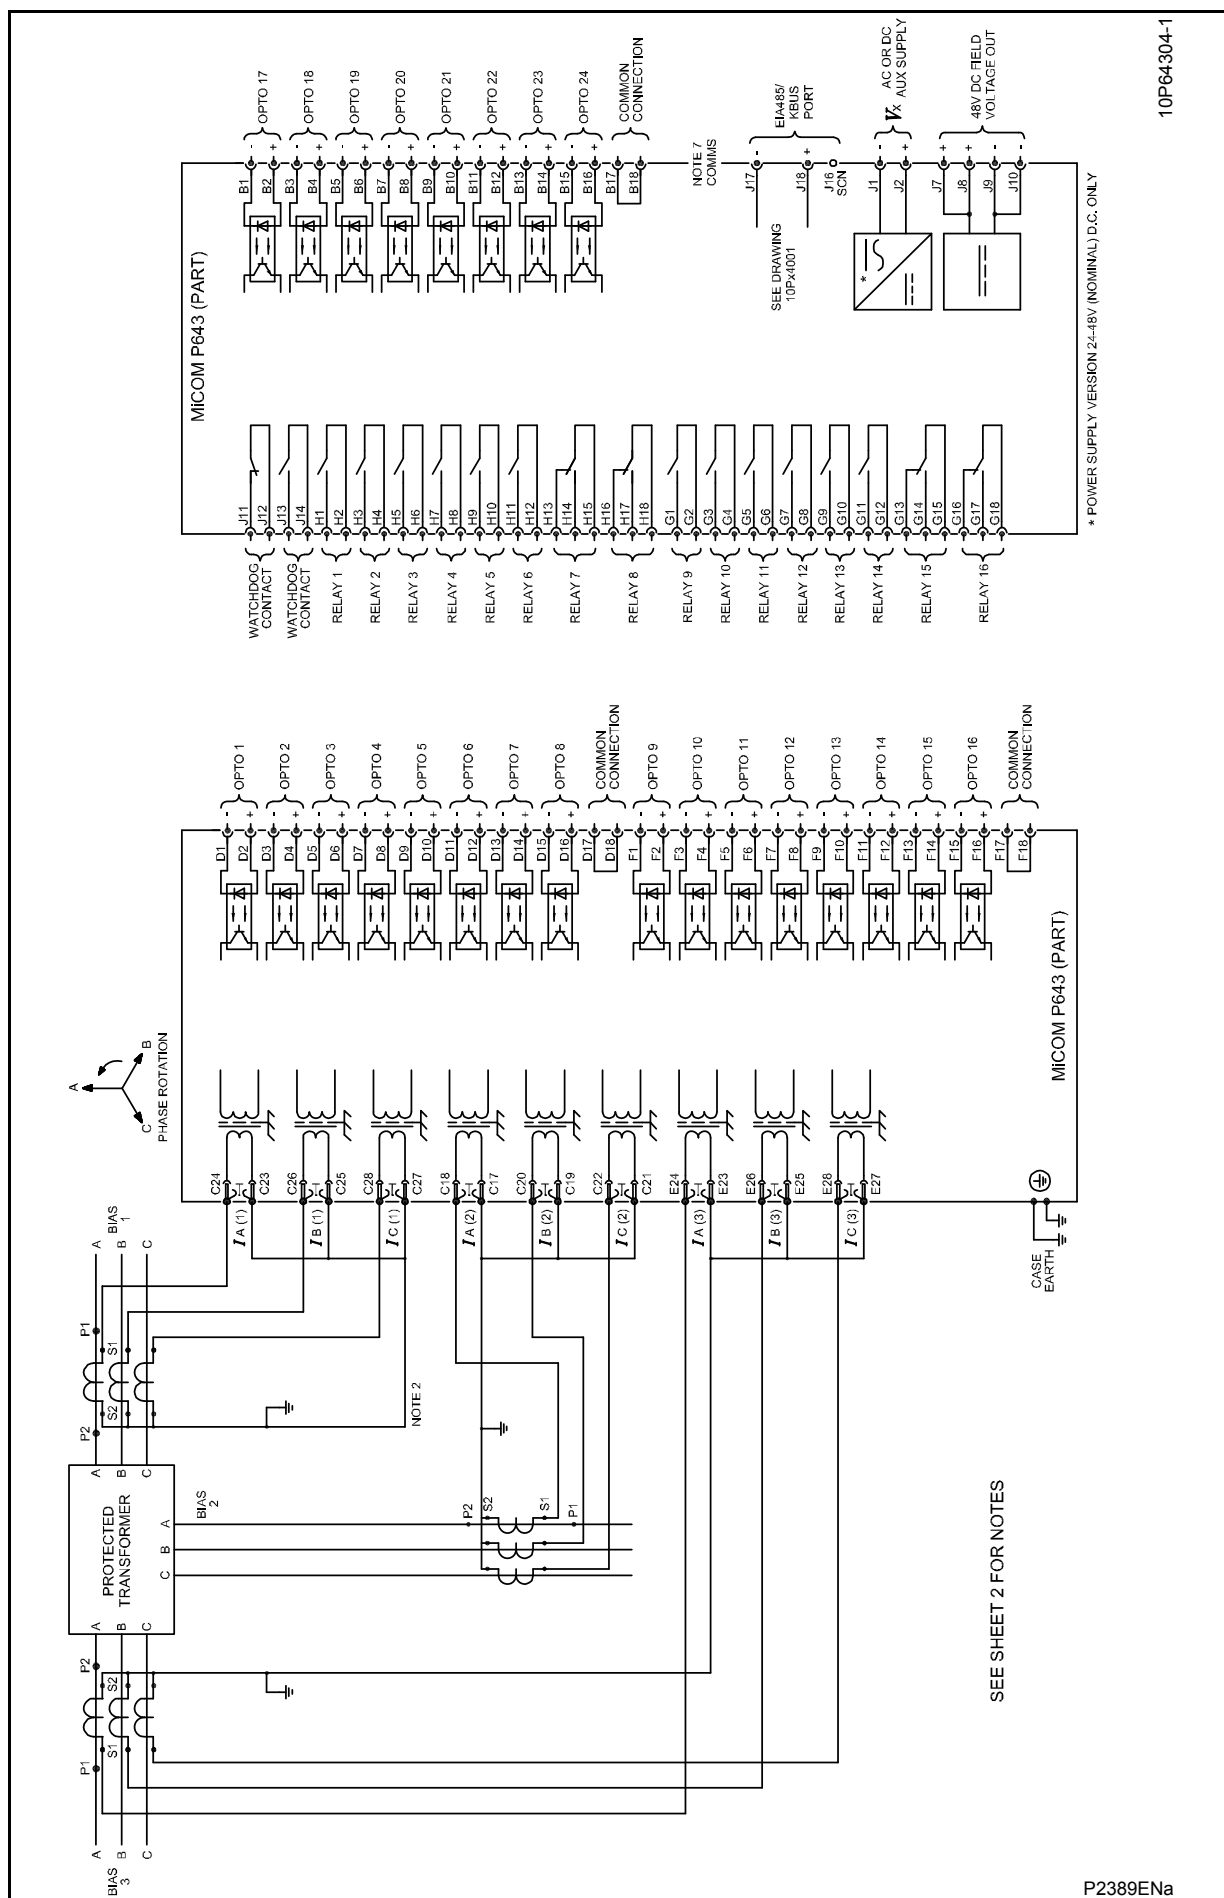 10P64304-1
MiCOM P643 (PART)
OPTO 17
OPTO 18
OPTO 19
OPTO 20
OPTO 21
OPTO 22
OPTO 23
OPTO 24
COMMON
CONNECTION
- + - + - + - + - + - + - + - +
B1
B2
B3
B4
B5
B6
B7
B8
B9
B10
B11
B12
B13
B14
B15
B16
B17
B18
NOTE 7
COMMS
EIA485/
KBUS
PORT
- +
J17
J18
J16
SCN
SEE DRAWING
10Px4001
Vx AC OR DC
AUX SUPPLY
- +
J1
J2
*
48V DC FIELD
VOLTAGE OUT
+ + - -
J7
J8
J9
J10
J11
J12
J13
J14
H1
H2
H3
H4
H5
H6
H7
H8
H9
H10
H11
H12
H13
H14
H15
H16
H17
H18
G1
G2
G3
G4
G5
G6
G7
G8
G9
G10
G11
G12
G13
G14
G15
G16
G17
G18
WATCHDOG
CONTACT
WATCHDOG
CONTACT
RELAY 1
RELAY 2
RELAY 3
RELAY 4
RELAY 5
RELAY 6
RELAY 7
RELAY 8
RELAY 9
RELAY 10
RELAY 11
RELAY 12
RELAY 13
RELAY 14
RELAY 15
RELAY 16
* POWER SUPPLY VERSION 24-48V (NOMINAL) D.C. ONLY
OPTO 1
OPTO 2
OPTO 3
OPTO 4
OPTO 5
OPTO 6
OPTO 7
OPTO 8
COMMON
CONNECTION
OPTO 9
OPTO 10
OPTO 11
OPTO 12
OPTO 13
OPTO 14
OPTO 15
OPTO 16
COMMON
CONNECTION
- + - + - + - + - + - + - + - +
- + - + - + - + - + - + - + - +
D1
D2
D3
D4
D5
D6
D7
D8
D9
D10
D11
D12
D13
D14
D15
D16
D17
D18
F1
F2
F3
F4
F5
F6
F7
F8
F9
F10
F11
F12
F13
F14
F15
F16
F17
F18
MiCOM P643 (PART)
A
B
C
PHASE ROTATION
C24
C23
C26
C25
C28
C27
C18
C17
C20
C19
C22
C21
E24
E23
E26
E25
E28
E27
I A (1)
I B (1)
I C (1)
I A (2)
I B (2)
I C (2)
I A (3)
I B (3)
I C (3)
CASE
EARTH
A
B
C
BIAS
1
P1
S1
S2
P2
NOTE 2
A
B
C
PROTECTED
TRANSFORMER
A
B
C
A
B
C
BIAS
2
P2
S2
S1
P1
P2
S2
S1
P1
A
B
C
BIAS
3
SEE SHEET 2 FOR NOTES
P2389ENa